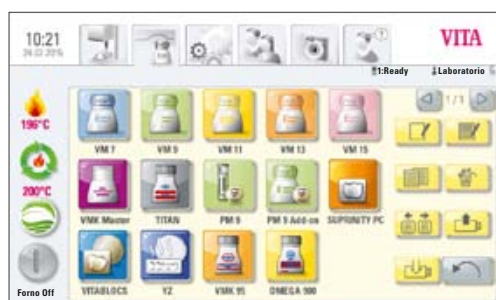 10:21
VITA
1:Ready
Laboratorio
196°C
1/1
VM 7
VM 9
VM 11
VM 13
VM 15
200°C
VMK Master
TITAN
PM 9
PM 9 Add-on
SUPRINITY PC
Forno Off
VITABLOCS
YZ
VMK 95
OMEGA 900